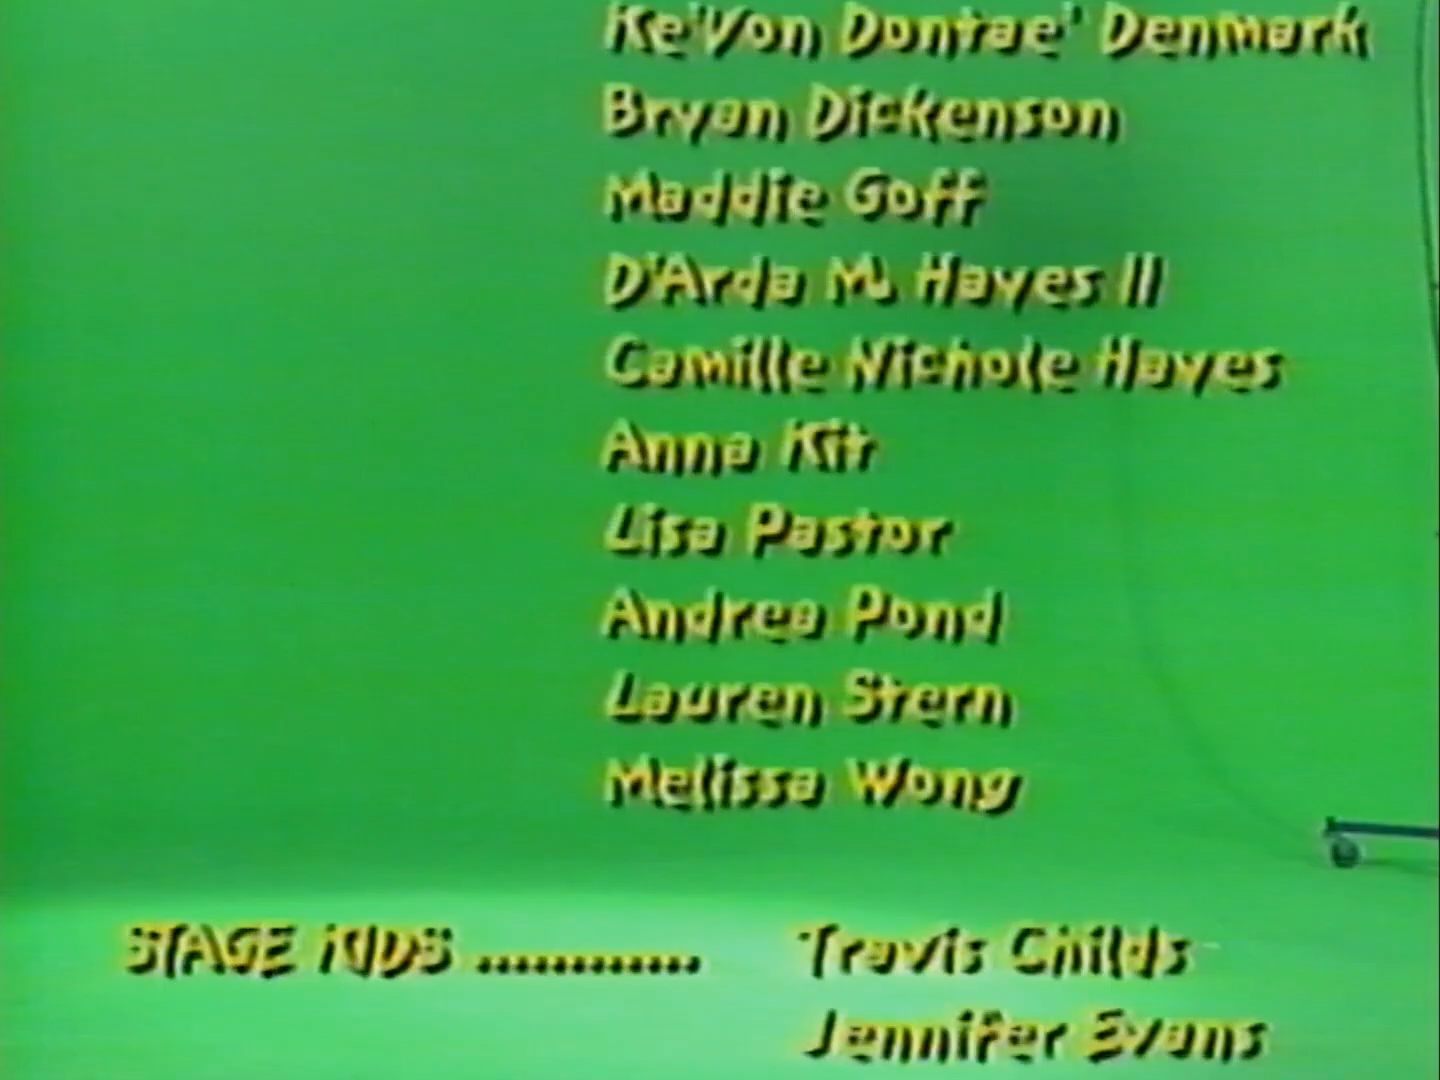 Ke'Von Dontae' Denmark
Bryan Dickenson
Maddie Goff
D'Arda M. Hayes II
Camille Nichole Hayes
Anna Kit
Lisa Pastor
Andrea Pond
Lauren Stern
Melissa Wong
STAGE KIDS ............ Travis Childs
Jennifer Evans